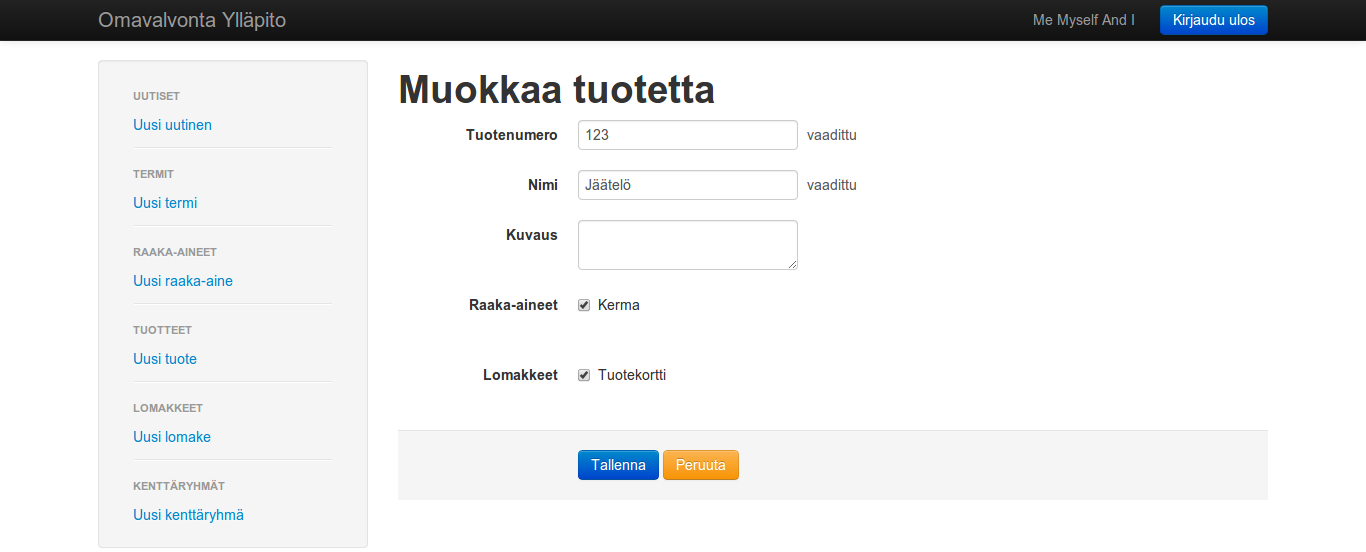 Omavalvonta Ylläpito
Me Myself And I
Kirjaudu ulos
UUTISET
Uusi uutinen
TERMIT
Uusi termi
RAAKA-AINEET
Uusi raaka-aine
TUOTTEET
Uusi tuote
LOMAKKEET
Uusi lomake
KENTTÄRYHMÄT
Uusi kenttäryhmä
Muokkaa tuotetta
Tuotenumero 123 vaadittu
Nimi Jäätelö vaadittu
Kuvaus
Raaka-aineet Kerma
Lomakkeet Tuotekortti
Tallenna Peruuta